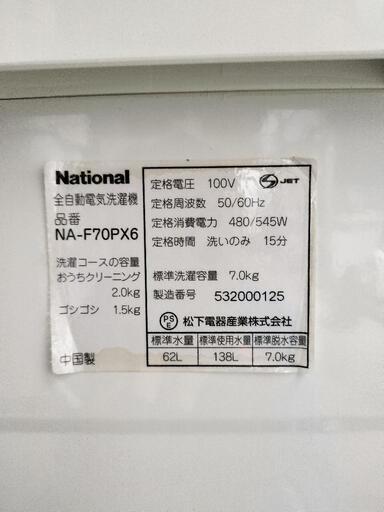 National
全自動電気洗濯機
品番
NA-F70PX6
洗濯コースの容量
おうちクリーニング
2.0kg
ゴシゴシ 1.5kg
中国製
定格電圧 100V
JET
定格周波数 50/60Hz
定格消費電力 480/545W
定格時間 洗いのみ 15分
標準洗濯容量 7.0kg
製造番号 532000125
PS
E
松下電器産業株式会社
標準水量 標準使用水量 標準脱水容量
62L 138L 7.0kg